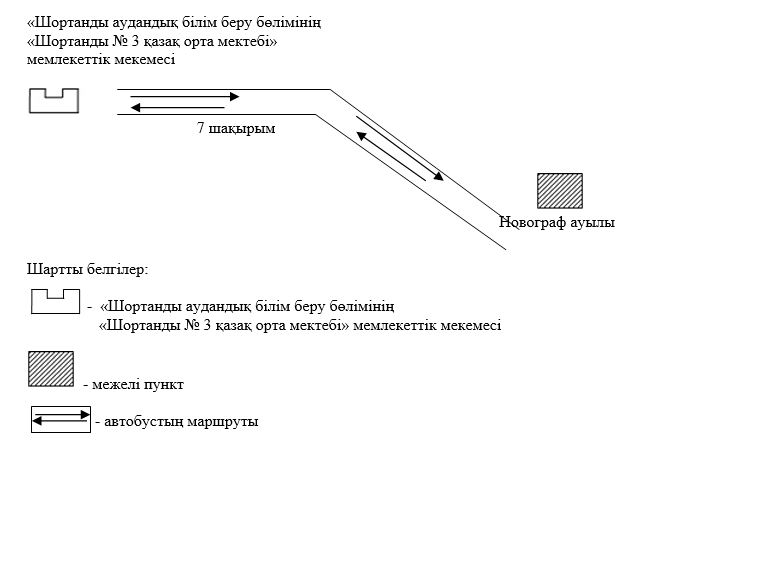 «Шортанды аудандық білім беру бөлімінің
«Шортанды № 3 қазақ орта мектебі»
мемлекеттік мекемесі
7 шақырым
Новограф ауылы
Шартты белгілер:
- «Шортанды аудандық білім беру бөлімінің
«Шортанды № 3 қазақ орта мектебі» мемлекеттік мекемесі
- межелі пункт
- автобустың маршруты